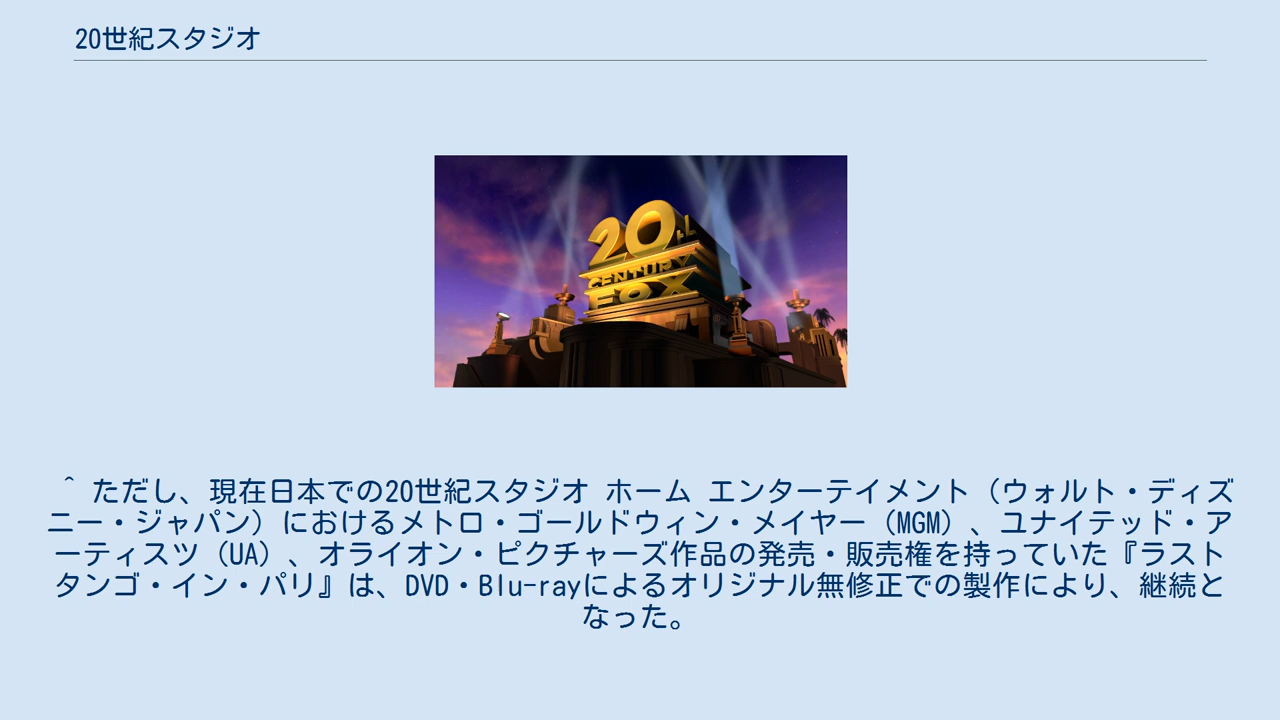 20世紀スタジオ
20th
CENTURY
FOX
^ ただし、現在日本での20世紀スタジオ ホーム エンターテイメント（ウォルト・ディズ
ニー・ジャパン）におけるメトロ・ゴールドウィン・メイヤー（MGM）、ユナイテッド・ア
ーティスツ（UA）、オライオン・ピクチャーズ作品の発売・販売権を持っていた『ラスト
タンゴ・イン・パリ』は、DVD・Blu-rayによるオリジナル無修正での製作により、継続と
なった。